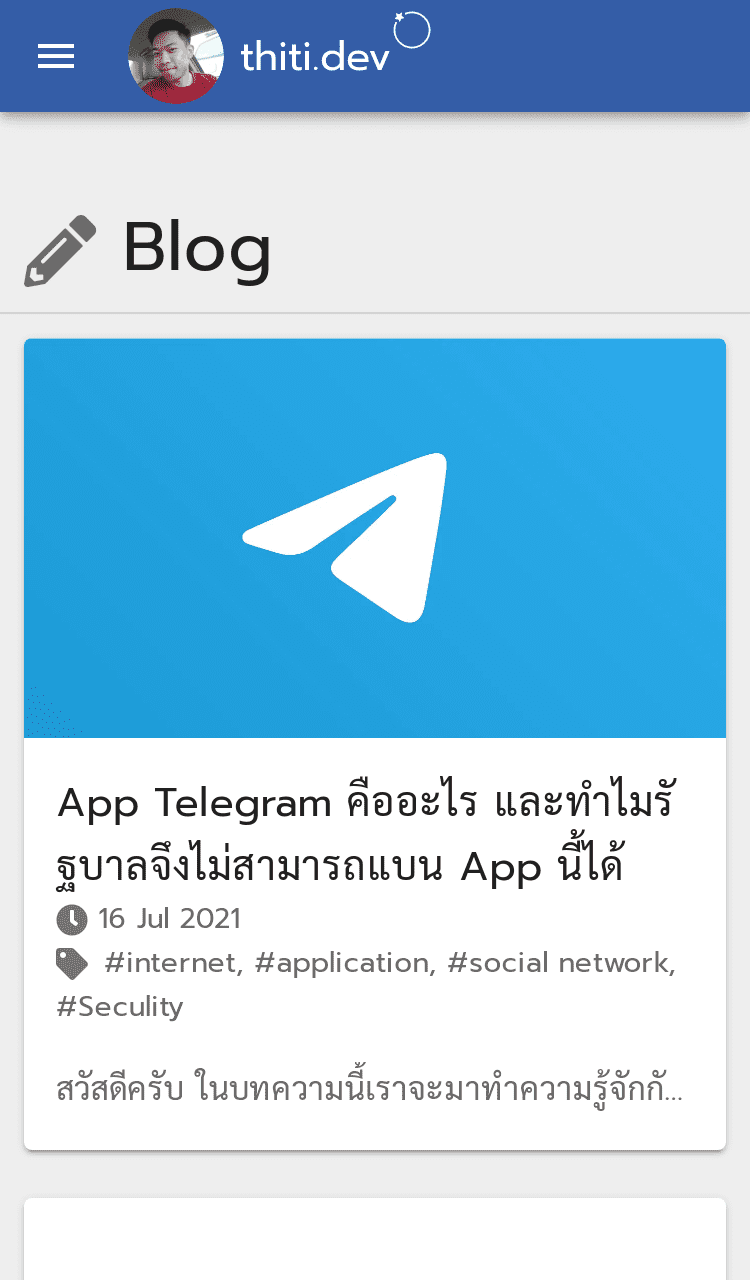 thiti.dev
Blog
App Telegram คืออะไร และทำไมรั
ฐบาลจึงไม่สามารถแบน App นี้ได้
16 Jul 2021
#internet, #application, #social network,
#Seculity
สวัสดีครับ ในบทความนี้เราจะมาทำความรู้จักกั...